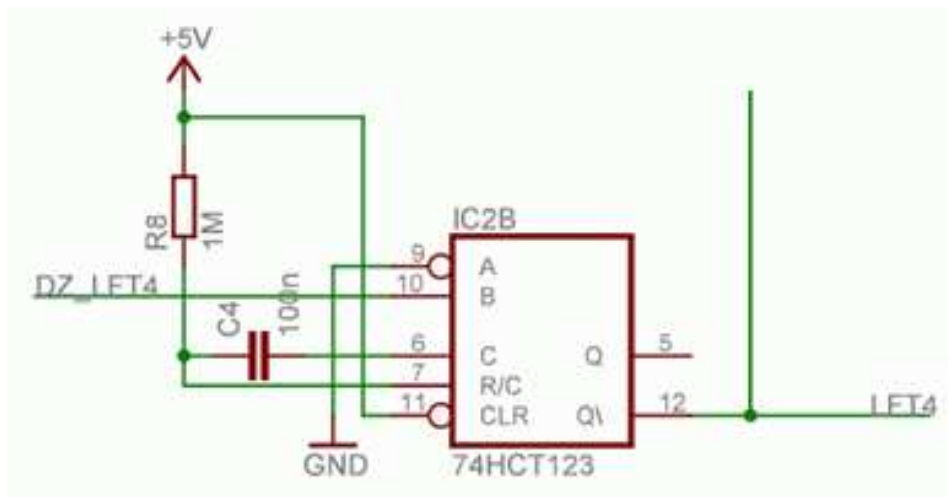 +5V
R8
1M
DZ_LFT4
C4
100n
IC2B
9
A
10
B
6
C
Q
5
7
R/C
11
CLR
Q\
12
LFT4
GND
74HCT123